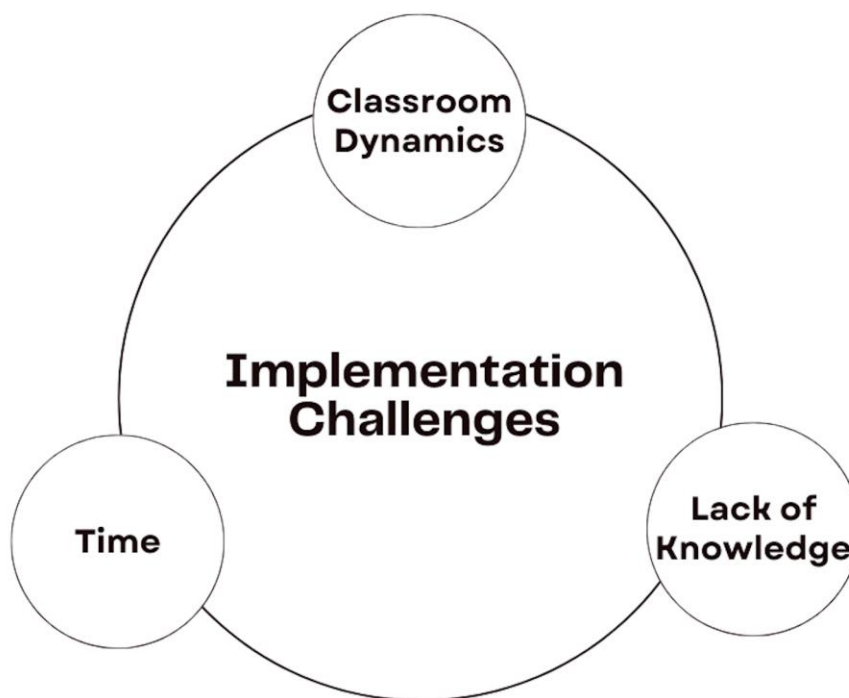 Classroom
Dynamics
Implementation
Challenges
Time
Lack of
Knowledge